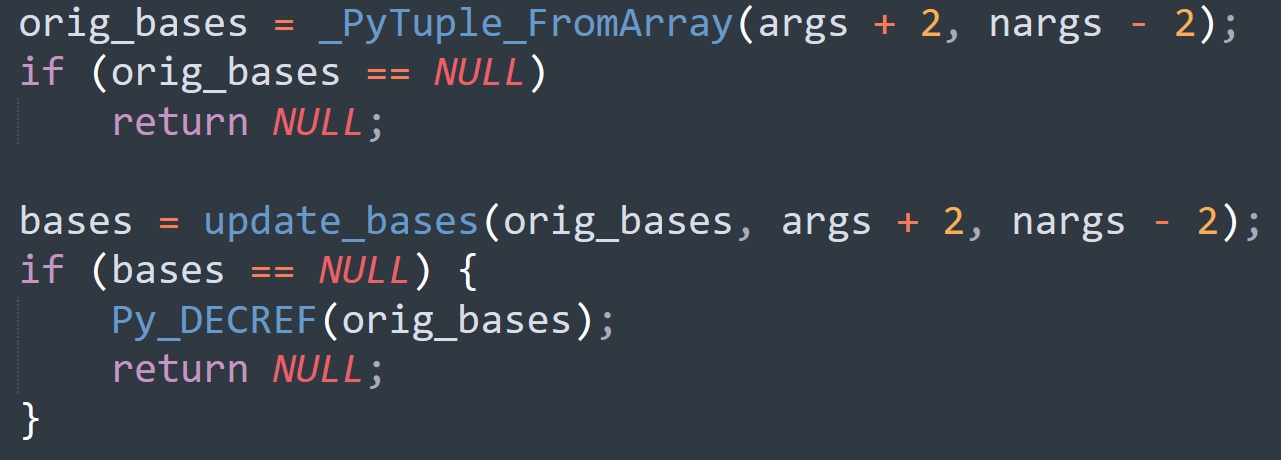 orig_bases = _PyTuple_FromArray(args + 2, nargs - 2);
if (orig_bases == NULL)
    return NULL;

bases = update_bases(orig_bases, args + 2, nargs - 2);
if (bases == NULL) {
    Py_DECREF(orig_bases);
    return NULL;
}